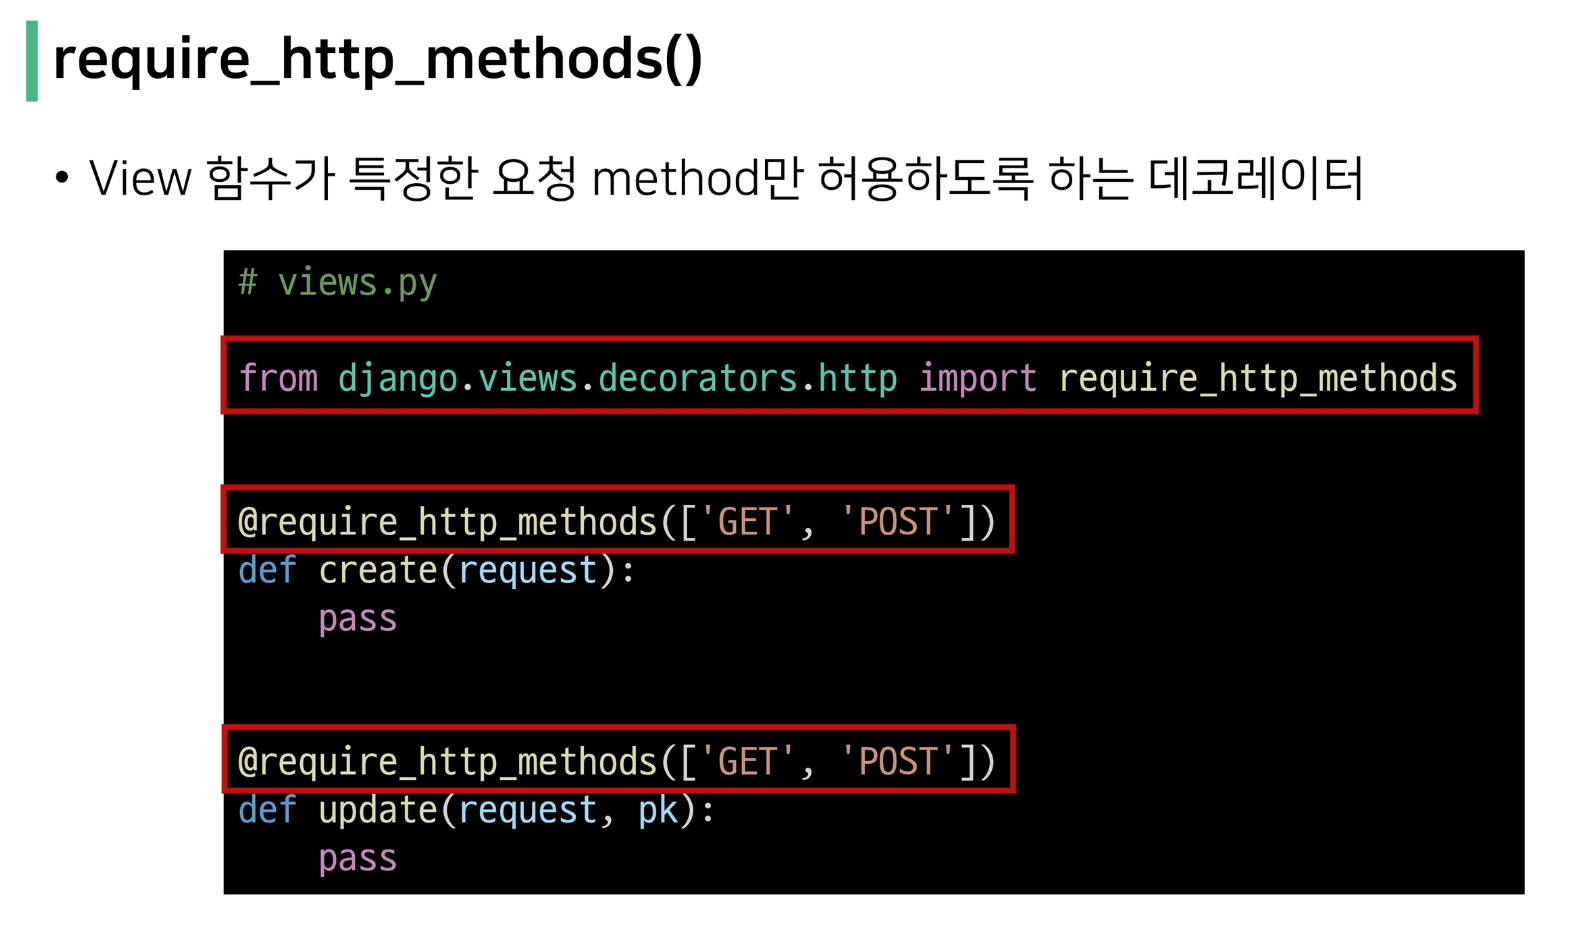 require_http_methods()
• View 함수가 특정한 요청 method만 허용하도록 하는 데코레이터
# views.py
from django.views.decorators.http import require_http_methods
@require_http_methods(['GET', 'POST'])
def create(request):
    pass
@require_http_methods(['GET', 'POST'])
def update(request, pk):
    pass